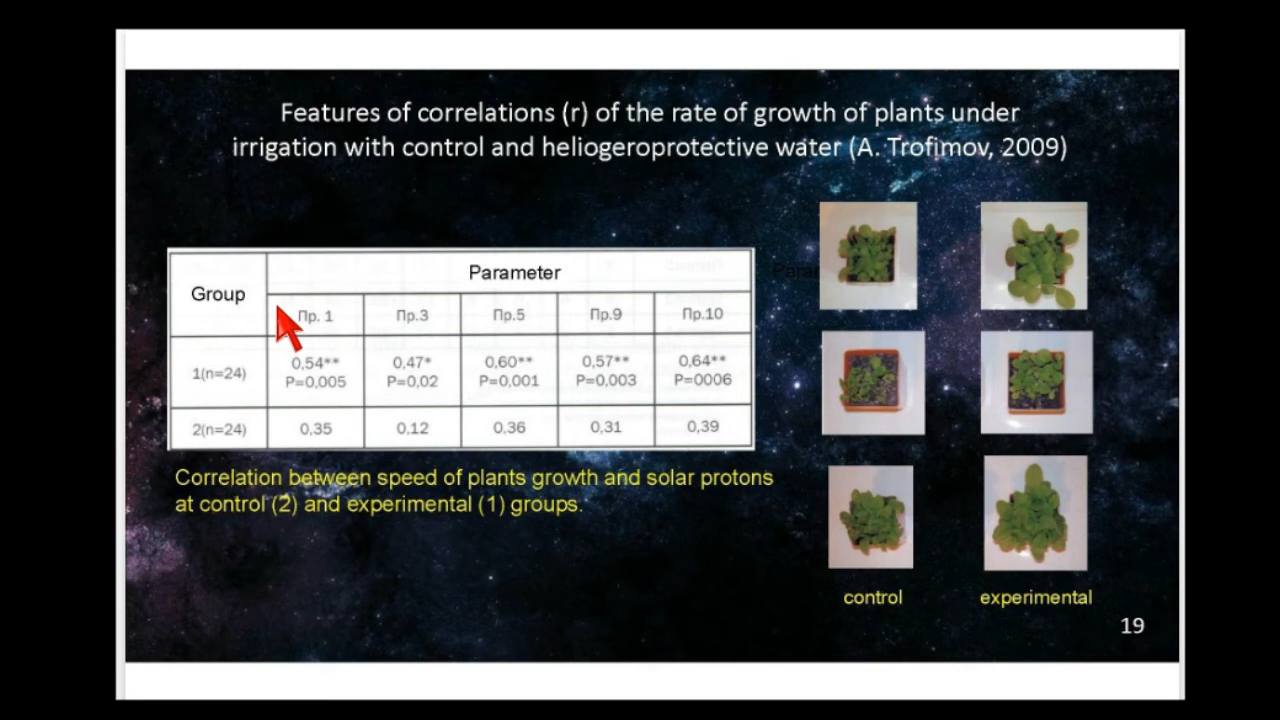 Features of correlations (r) of the rate of growth of plants under
irrigation with control and heliogeroprotective water (A. Trofimov, 2009)
Group
Parameter
Пр. 1 Пр.3 Пр.5 Пр.9 Пр.10
1(n=24) 0,54** 0,47* 0,60** 0,57** 0,64**
P=0,005 P=0,02 P=0,001 P=0,003 P=0006
2(n=24) 0,35 0,12 0,36 0,31 0,39
Correlation between speed of plants growth and solar protons
at control (2) and experimental (1) groups.
control experimental
19